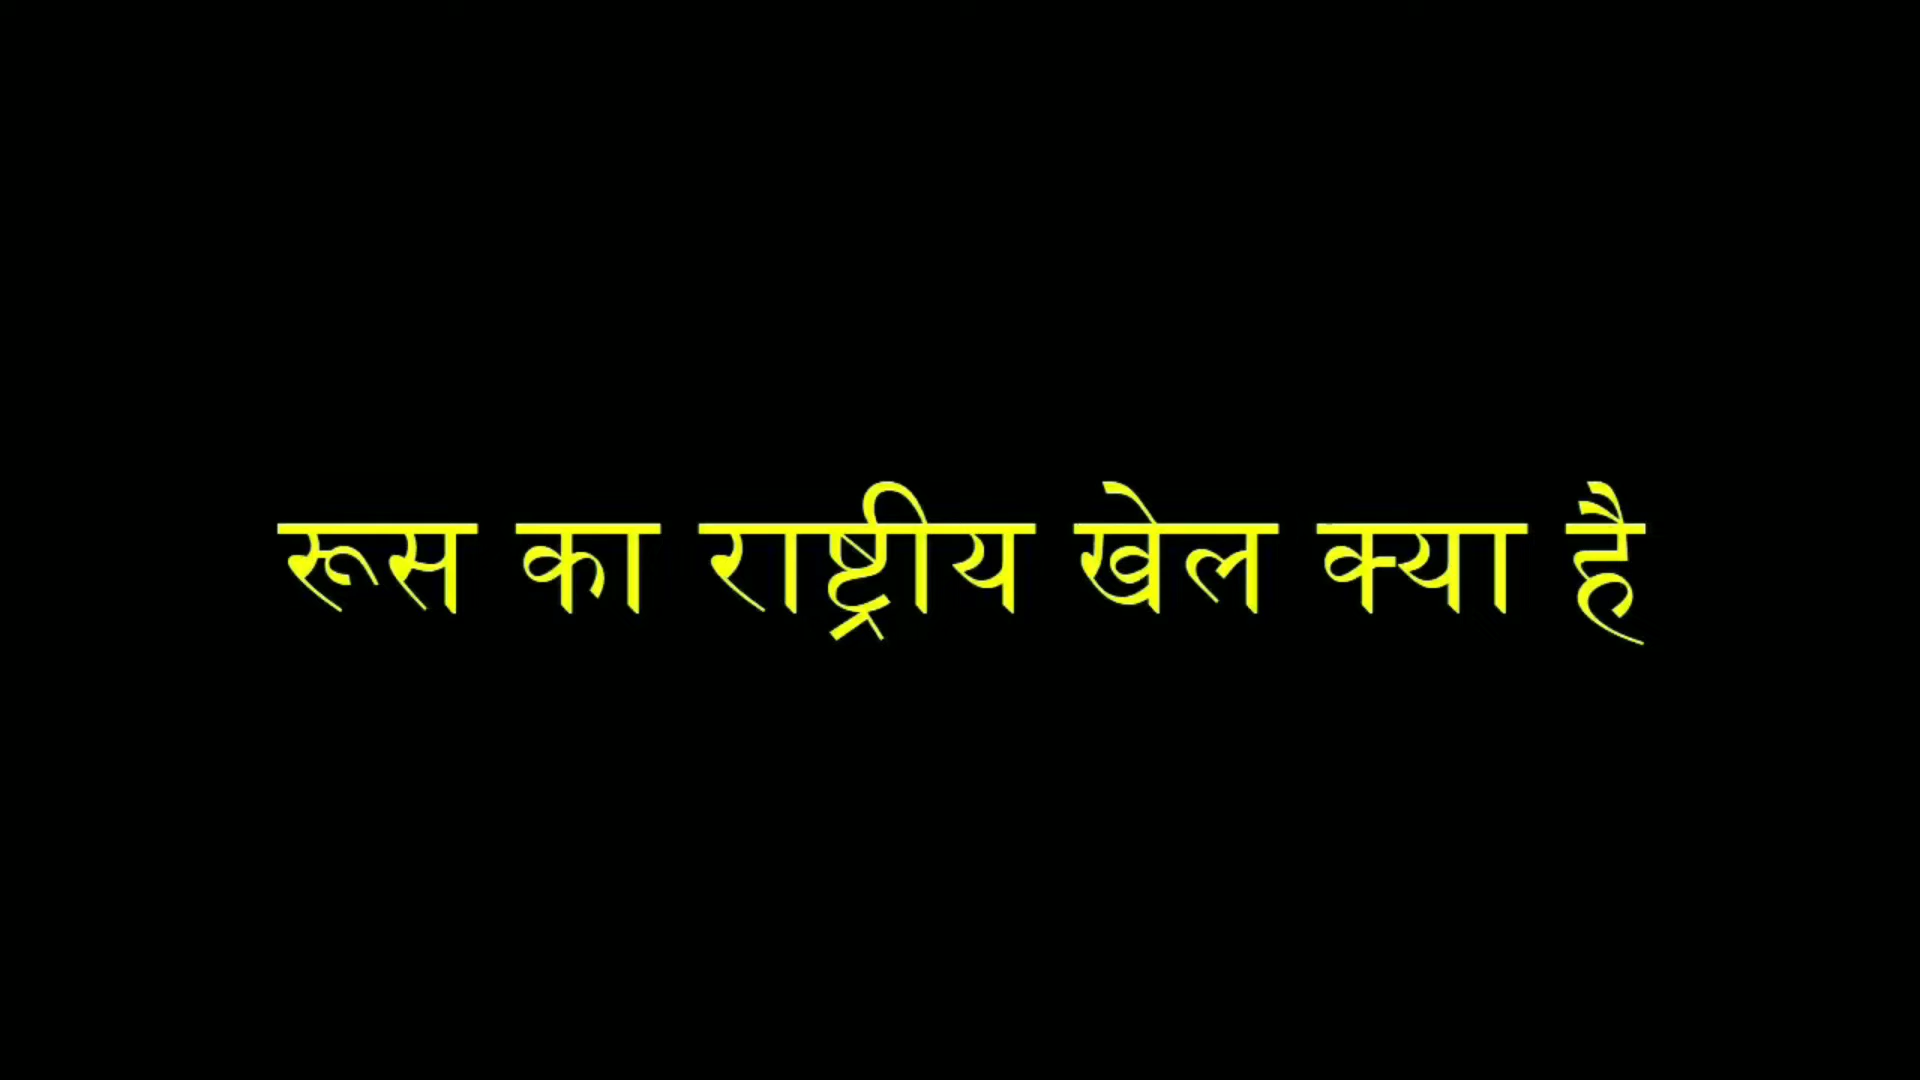 रूस का राष्ट्रीय खेल क्या है